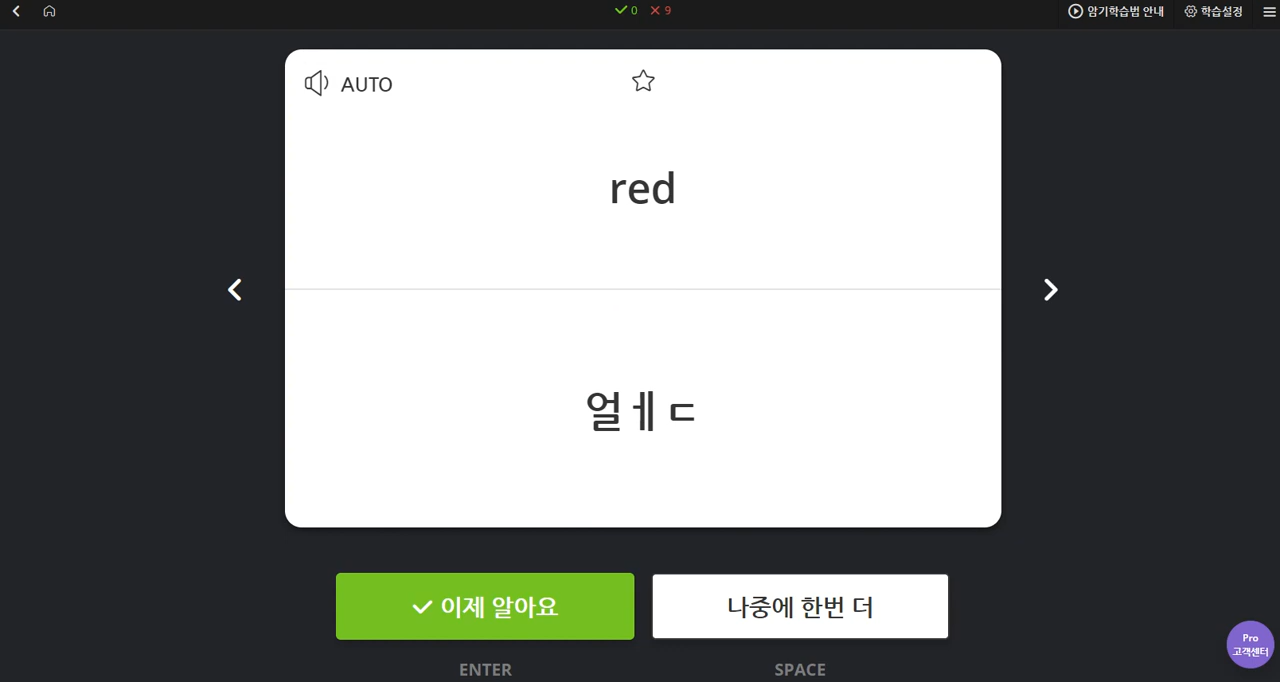 0 9 암기학습법 안내 학습설정
AUTO
red
얼ㅔㄷ
이제 알아요 나중에 한번 더
ENTER SPACE
Pro
고객센터